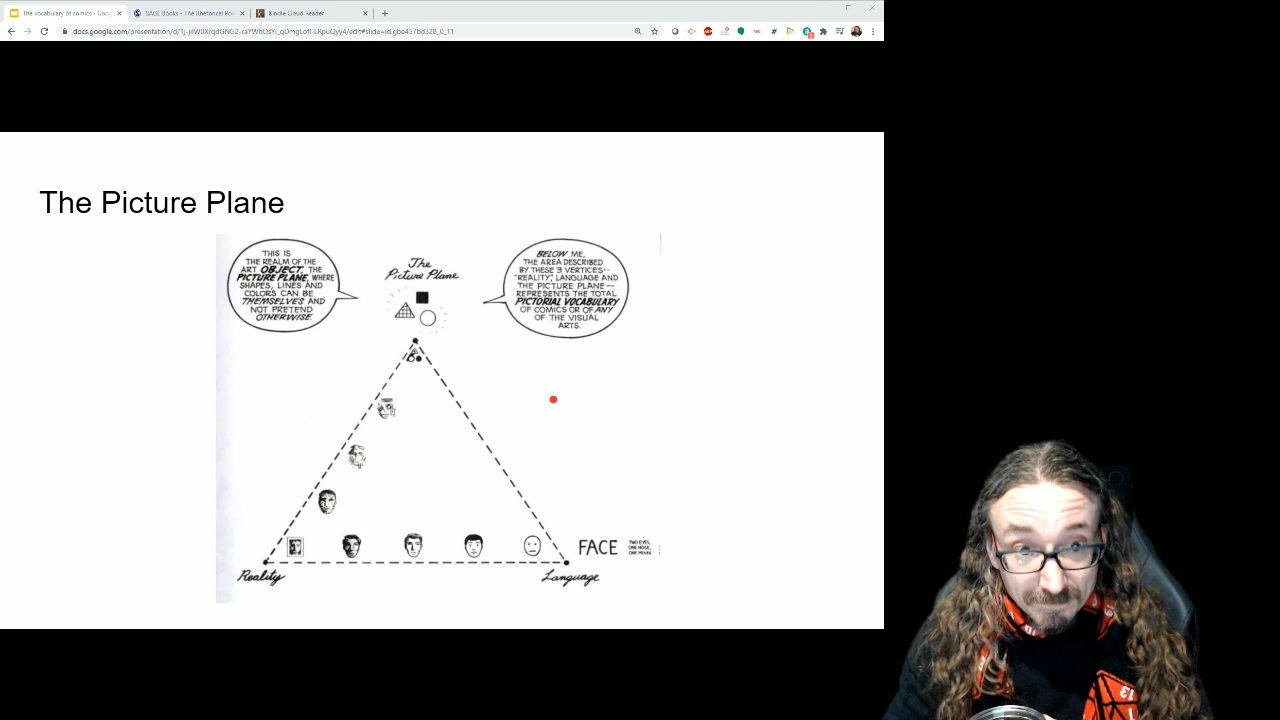 The vocabulary of comics - Goog
SAGE Books - The Rhetorical Pow
Kindle Cloud Reader
The Picture Plane
THIS IS
THE REALM OF THE
ART OBJECT, THE
PICTURE PLANE, WHERE
SHAPES, LINES AND
COLORS CAN BE
THEMSELVES AND
NOT PRETEND
OTHERWISE.
The
Picture Plane
BELOW ME,
THE AREA DESCRIBED
BY THESE 3 VERTICES--
"REALITY," LANGUAGE AND
THE PICTURE PLANE--
REPRESENTS THE TOTAL
PICTORIAL VOCABULARY
OF COMICS OR OF ANY
OF THE VISUAL
ARTS.
FACE
TWO EYES,
ONE NOSE,
ONE MOUTH.
Reality
Language
13